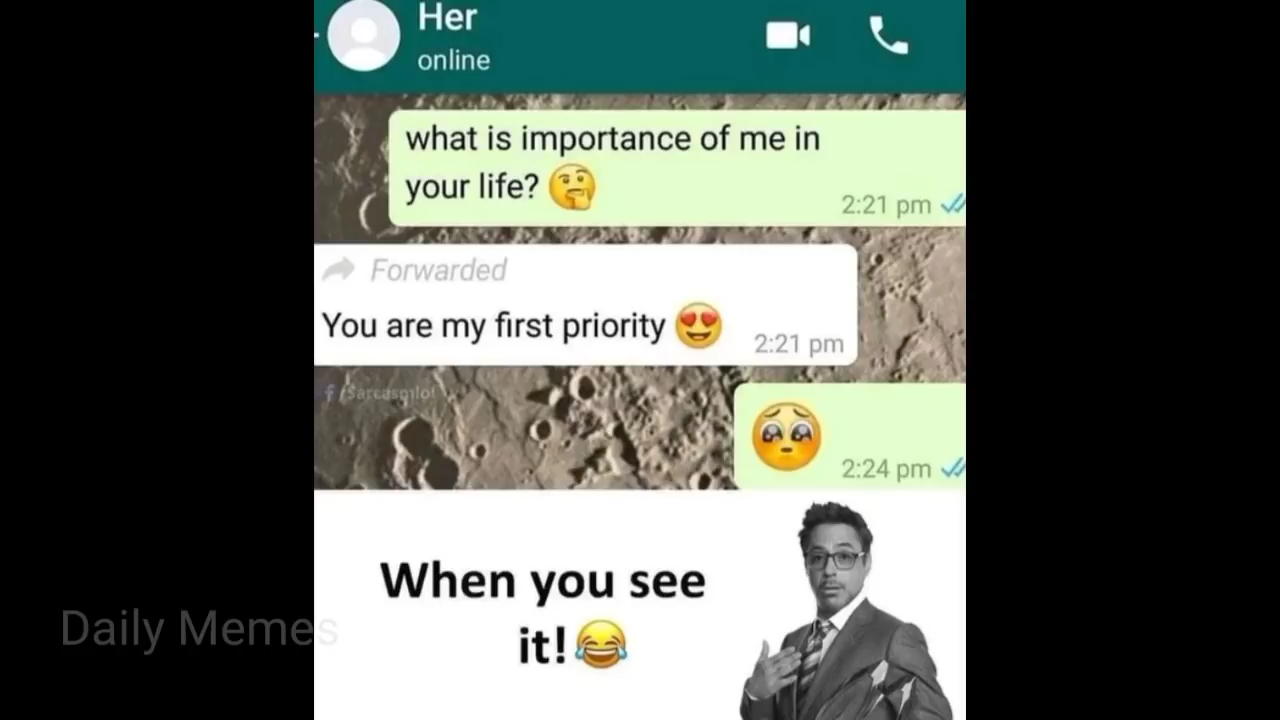 Her
online
what is importance of me in
your life? 🤔
2:21 pm
Forwarded
You are my first priority 😍
2:21 pm
f /Sarcaspilot
🥺
2:24 pm
When you see
it!😂
Daily Memes